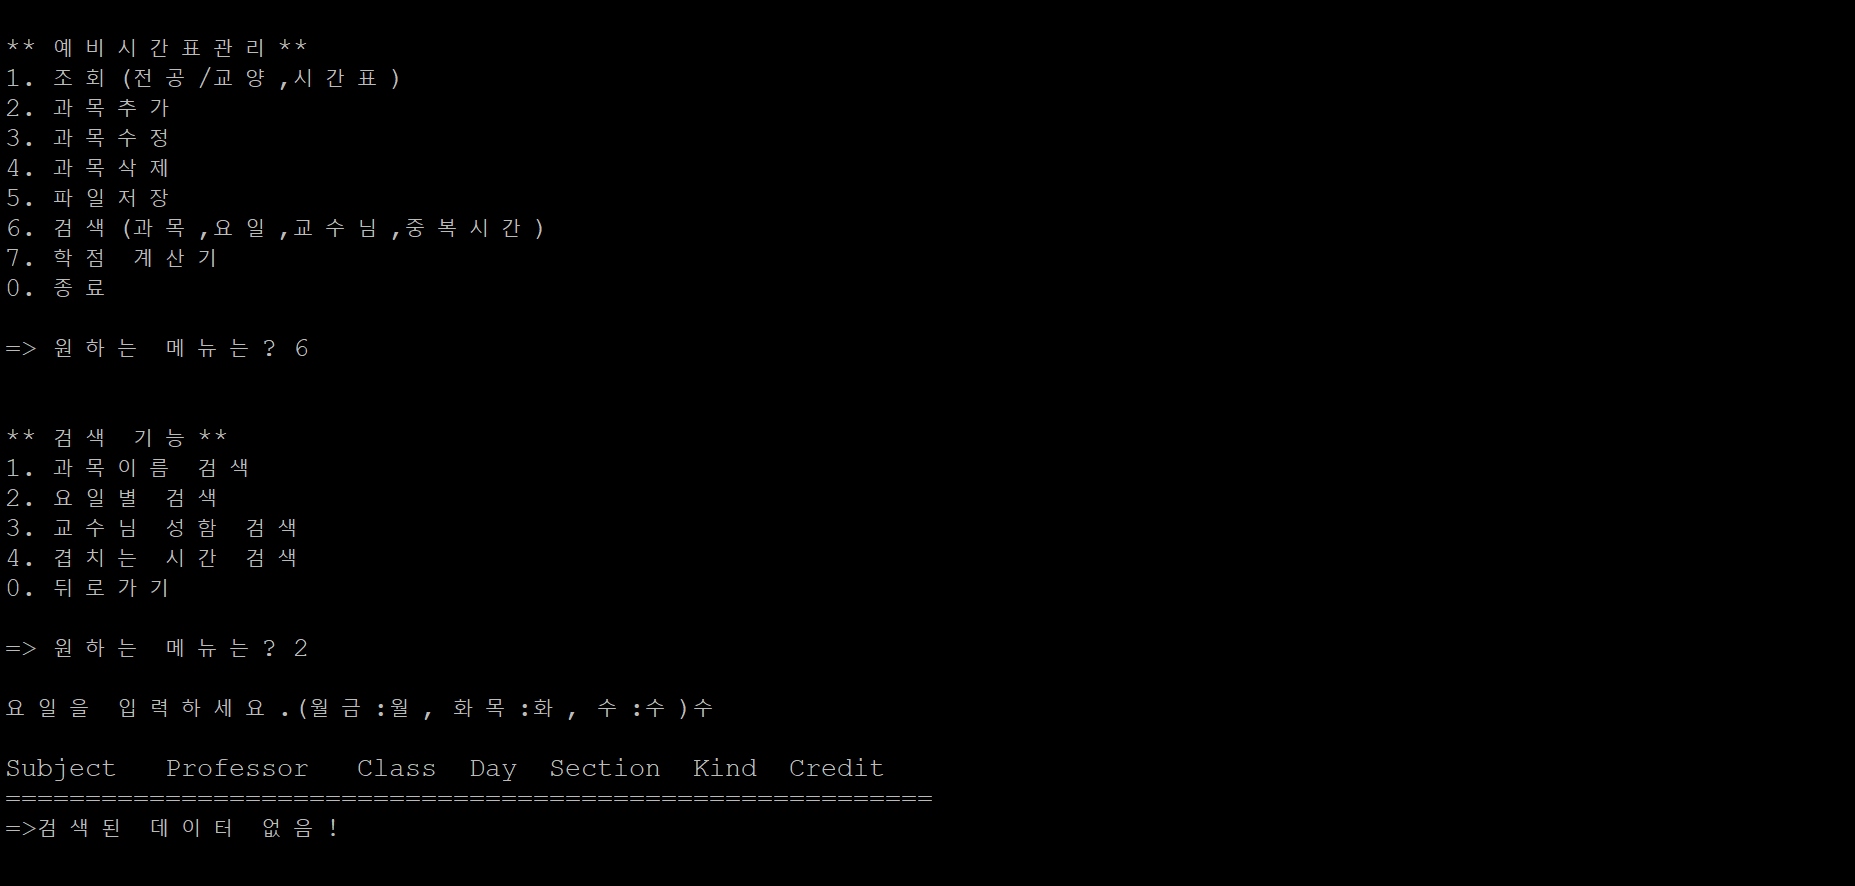 ** 예비시간표관리 **
1. 조회(전공/교양,시간표)
2. 과목추가
3. 과목수정
4. 과목삭제
5. 파일저장
6. 검색(과목,요일,교수님,중복시간)
7. 학점 계산기
0. 종료
=> 원하는 메뉴는? 6
** 검색 기능 **
1. 과목이름 검색
2. 요일별 검색
3. 교수님 성함 검색
4. 겹치는 시간 검색
0. 뒤로가기
=> 원하는 메뉴는? 2
요일을 입력하세요.(월금:월, 화목:화, 수:수)수
Subject Professor Class Day Section Kind Credit
==========================================================
=>검색된 데이터 없음!